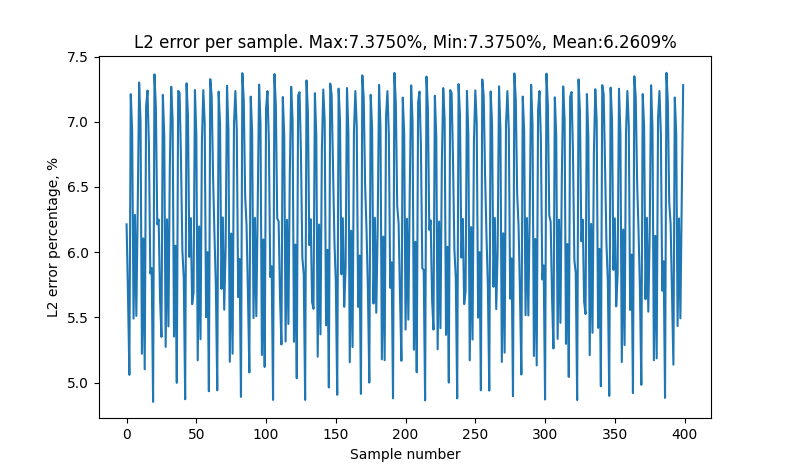 L2 error per sample. Max:7.3750%, Min:7.3750%, Mean:6.2609%
7.5
7.0
6.5
6.0
5.5
5.0
L2 error percentage, %
0 50 100 150 200 250 300 350 400
Sample number